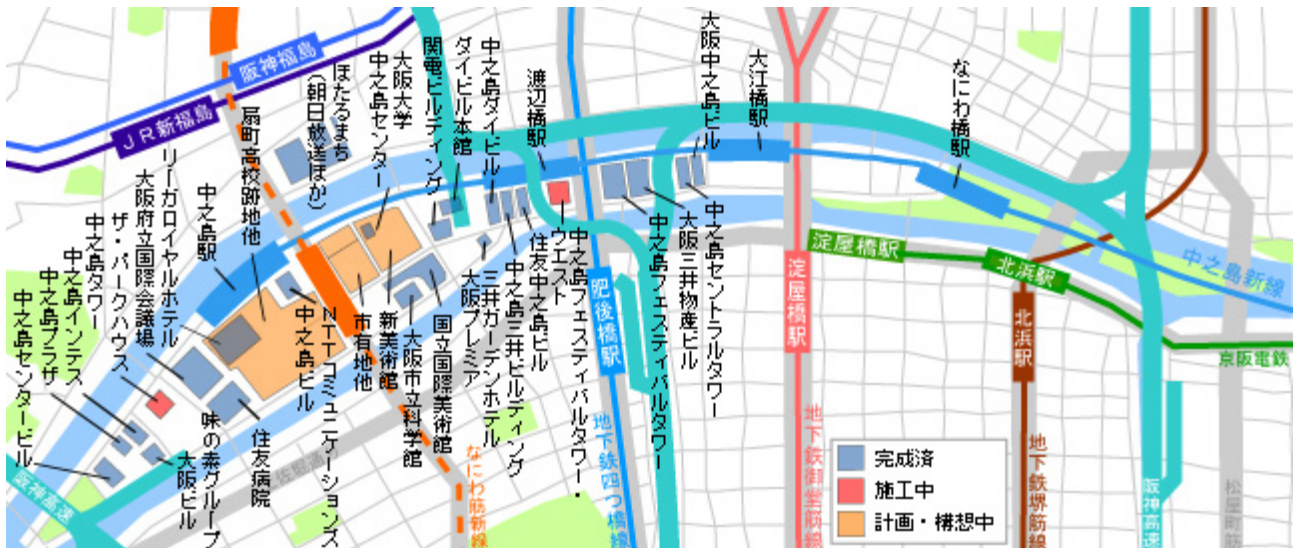 阪神福島
JR新福島
扇町高校跡地他
ほたるまち
(朝日放送ほか)
大阪大学
中之島センター
関電ビルディング
ダイビル本館
中之島ダイビル
渡辺橋駅
大阪中之島ビル
大江橋駅
なにわ橋駅
中之島駅
リーガロイヤルホテル
大阪府立国際会議場
ザ・パークハウス
中之島タワー
中之島インテス
中之島プラザ
中之島センタービル
大阪ビル
味の素グループ
住友病院
NTTコミュニケーションズ
中之島ビル
市有地他
新美術館
大阪市立科学館
国立国際美術館
大阪プレミア
三井ガーデンホテル
中之島三井ビルディング
住友中之島ビル
中之島フェスティバルタワー・
ウエスト
中之島フェスティバルタワー
大阪三井物産ビル
中之島セントラルタワー
肥後橋駅
淀屋橋駅
淀屋橋駅
北浜駅
北浜駅
中之島新線
京阪電鉄
阪神高速
阪神高速
なにわ筋新線
地下鉄四つ橋線
地下鉄御堂筋線
地下鉄堺筋線
松屋町筋
完成済
施工中
計画・構想中